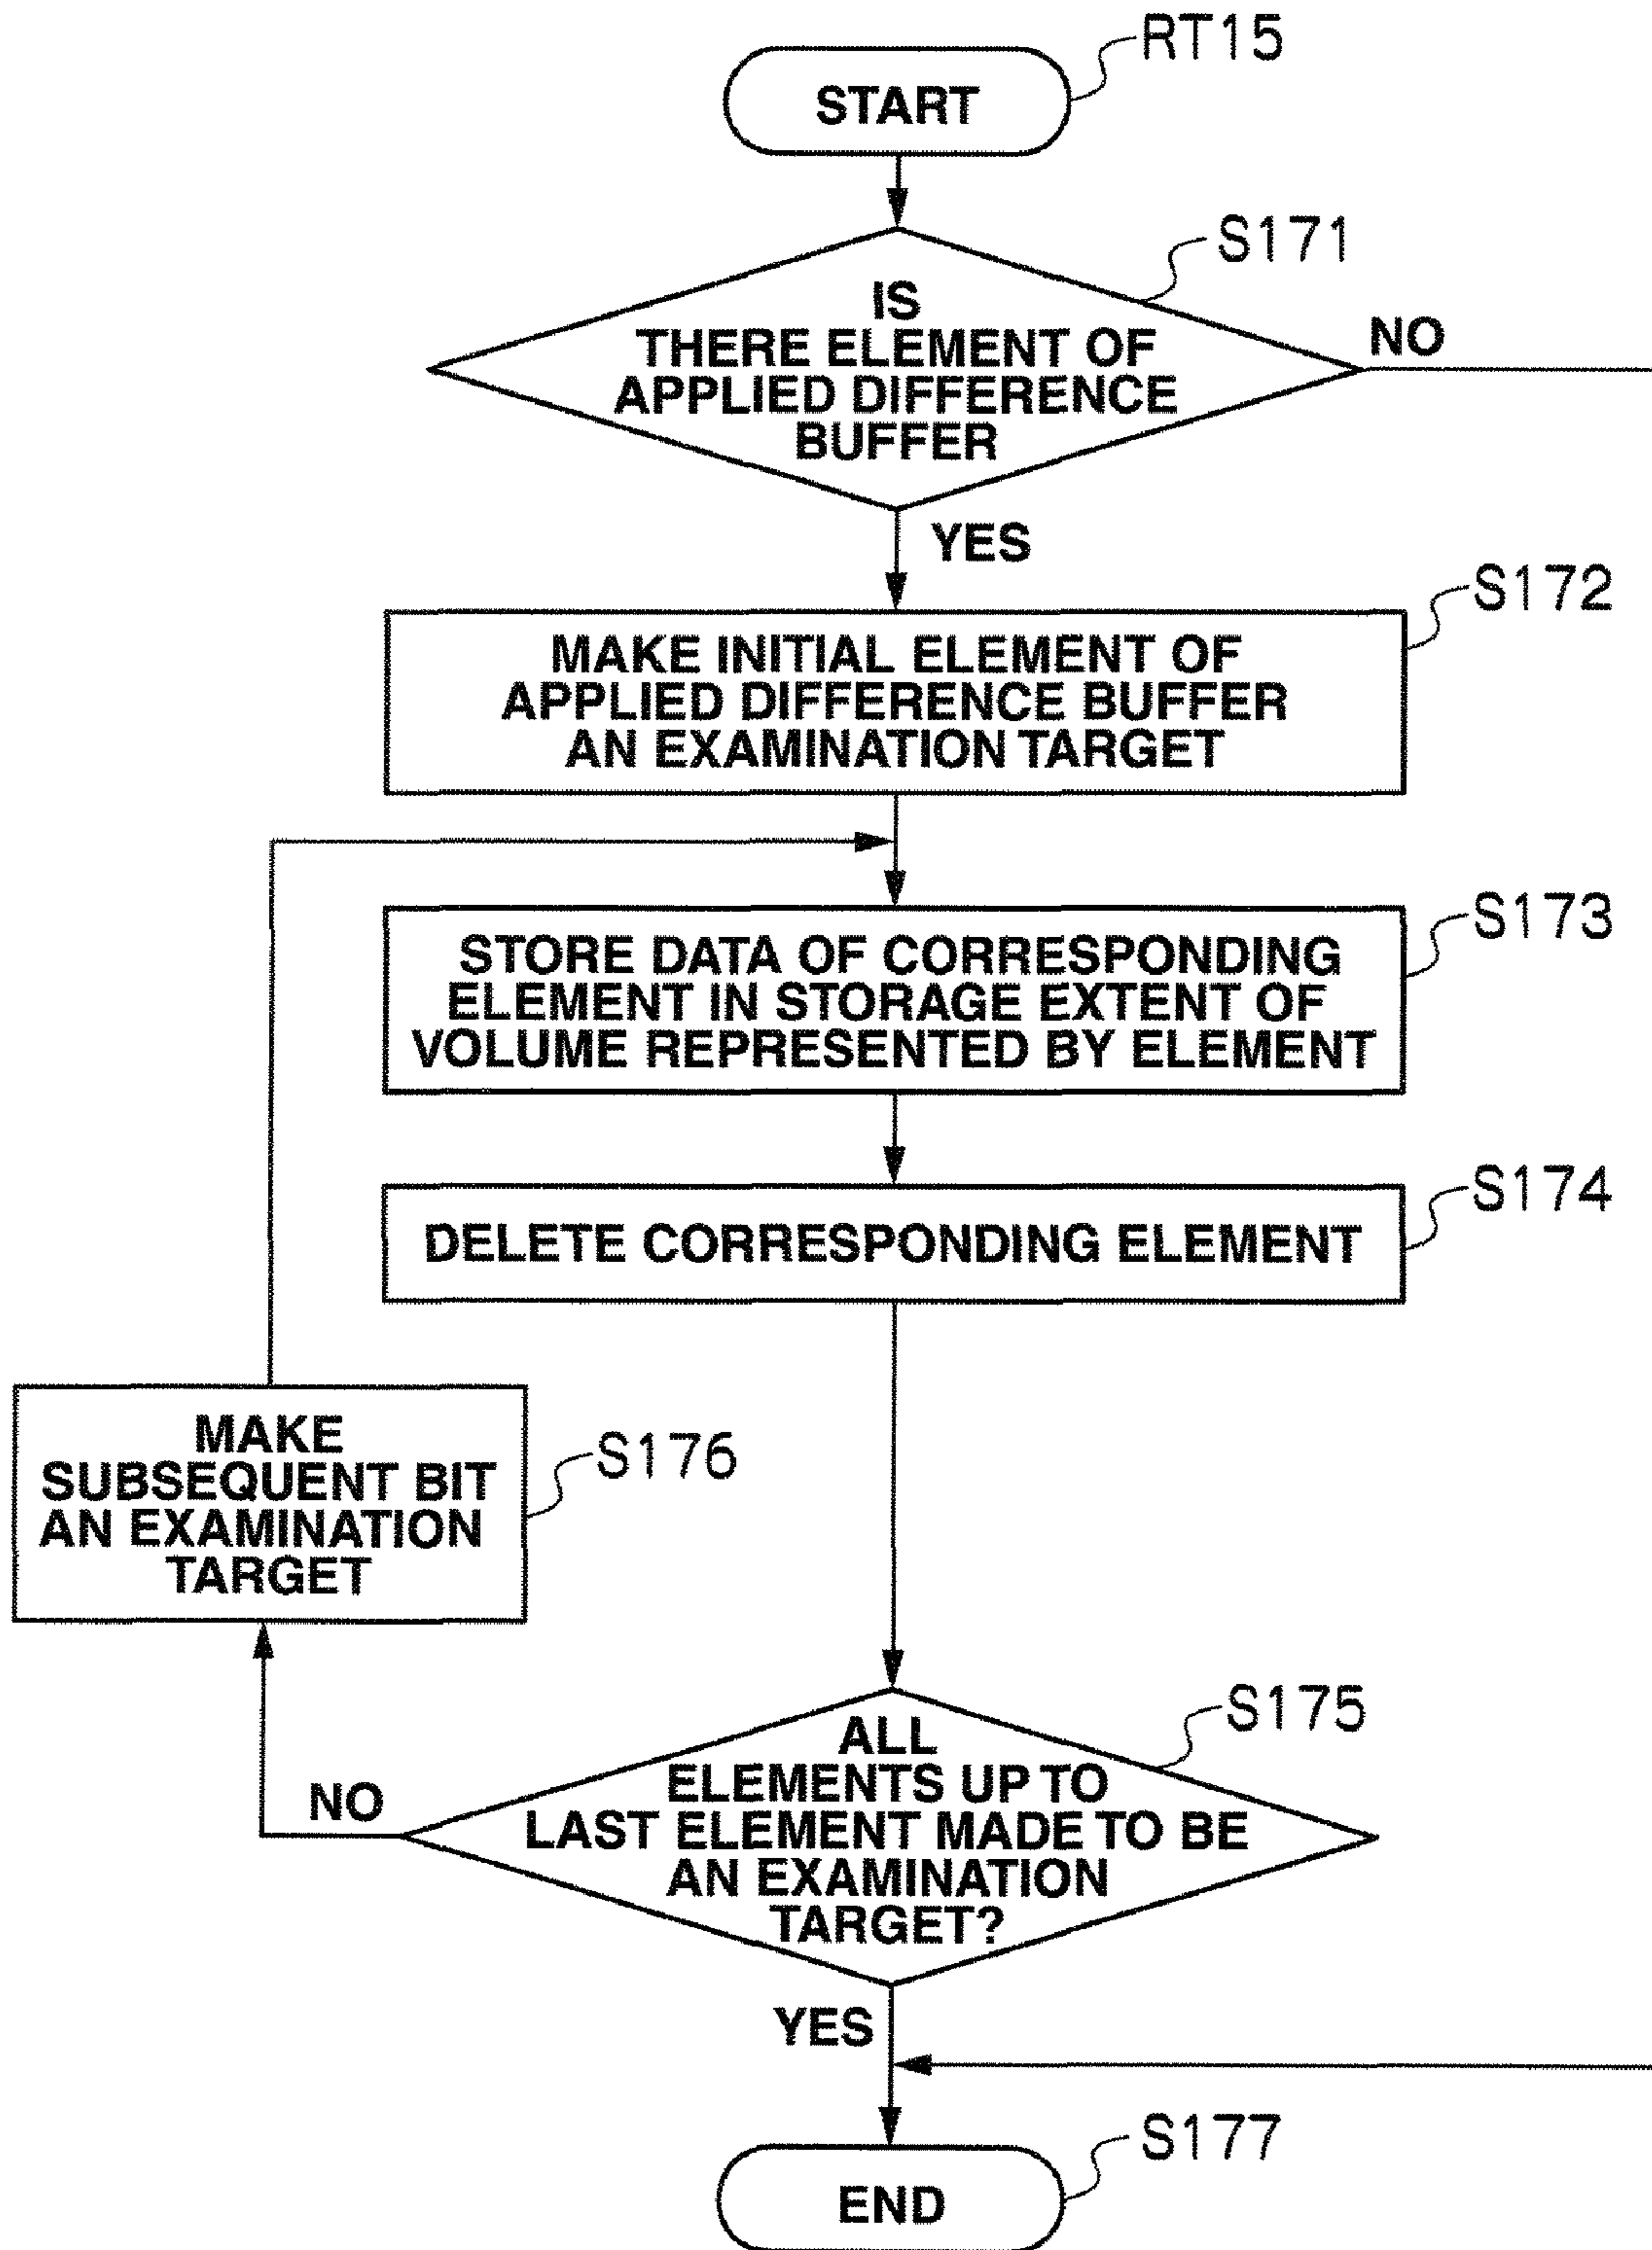 RT15
START
S171
IS
THERE ELEMENT OF
APPLIED DIFFERENCE
BUFFER
NO
YES
S172
MAKE INITIAL ELEMENT OF
APPLIED DIFFERENCE BUFFER
AN EXAMINATION TARGET
S173
STORE DATA OF CORRESPONDING
ELEMENT IN STORAGE EXTENT OF
VOLUME REPRESENTED BY ELEMENT
S174
DELETE CORRESPONDING ELEMENT
MAKE
SUBSEQUENT BIT
AN EXAMINATION
TARGET
S176
S175
ALL
ELEMENTS UP TO
LAST ELEMENT MADE TO BE
AN EXAMINATION
TARGET?
NO
YES
S177
END